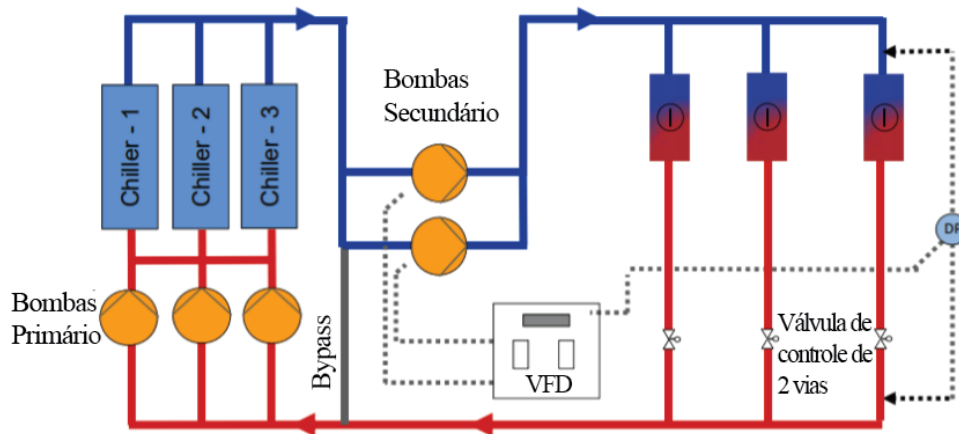 Chiller - 1
Chiller - 2
Chiller - 3
Bombas
Secundário
Bombas
Primário
Bypass
VFD
DP
Válvula de
controle de
2 vias